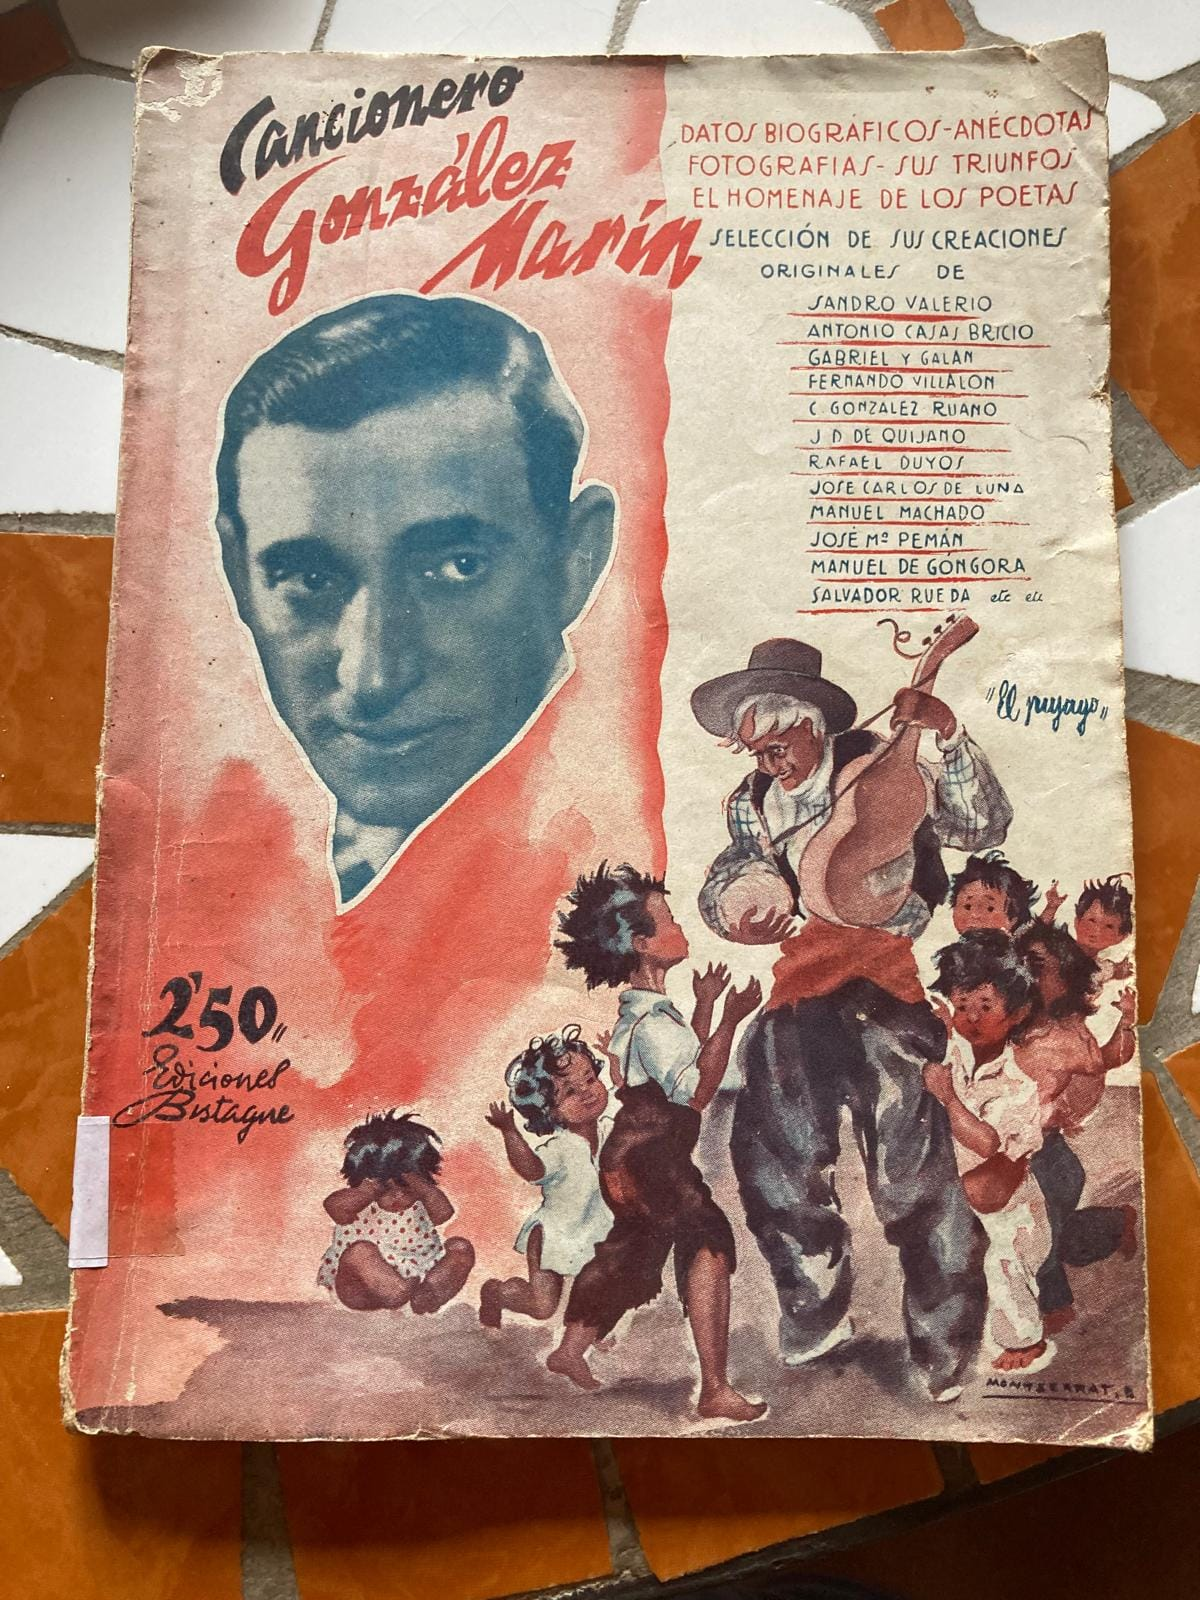 Cancionero
González
Marín
DATOS BIOGRÁFICOS-ANÉCDOTAS
FOTOGRAFIAS- SUS TRIUNFOS
EL HOMENAJE DE LOS POETAS
SELECCIÓN DE SUS CREACIONES
ORIGINALES DE
SANDRO VALERIO
ANTONIO CASAS BRICIO
GABRIEL Y GALAN
FERNANDO VILLALON
C. GONZALEZ RUANO
J D DE QUIJANO
RAFAEL DUYOS
JOSE CARLOS DE LUNA
MANUEL MACHADO
JOSÉ Mª PEMÁN
MANUEL DE GÓNGORA
SALVADOR RUEDA etc etc
"El piyayo"
2'50"
Ediciones
Bistagne
MONTSERRAT. B